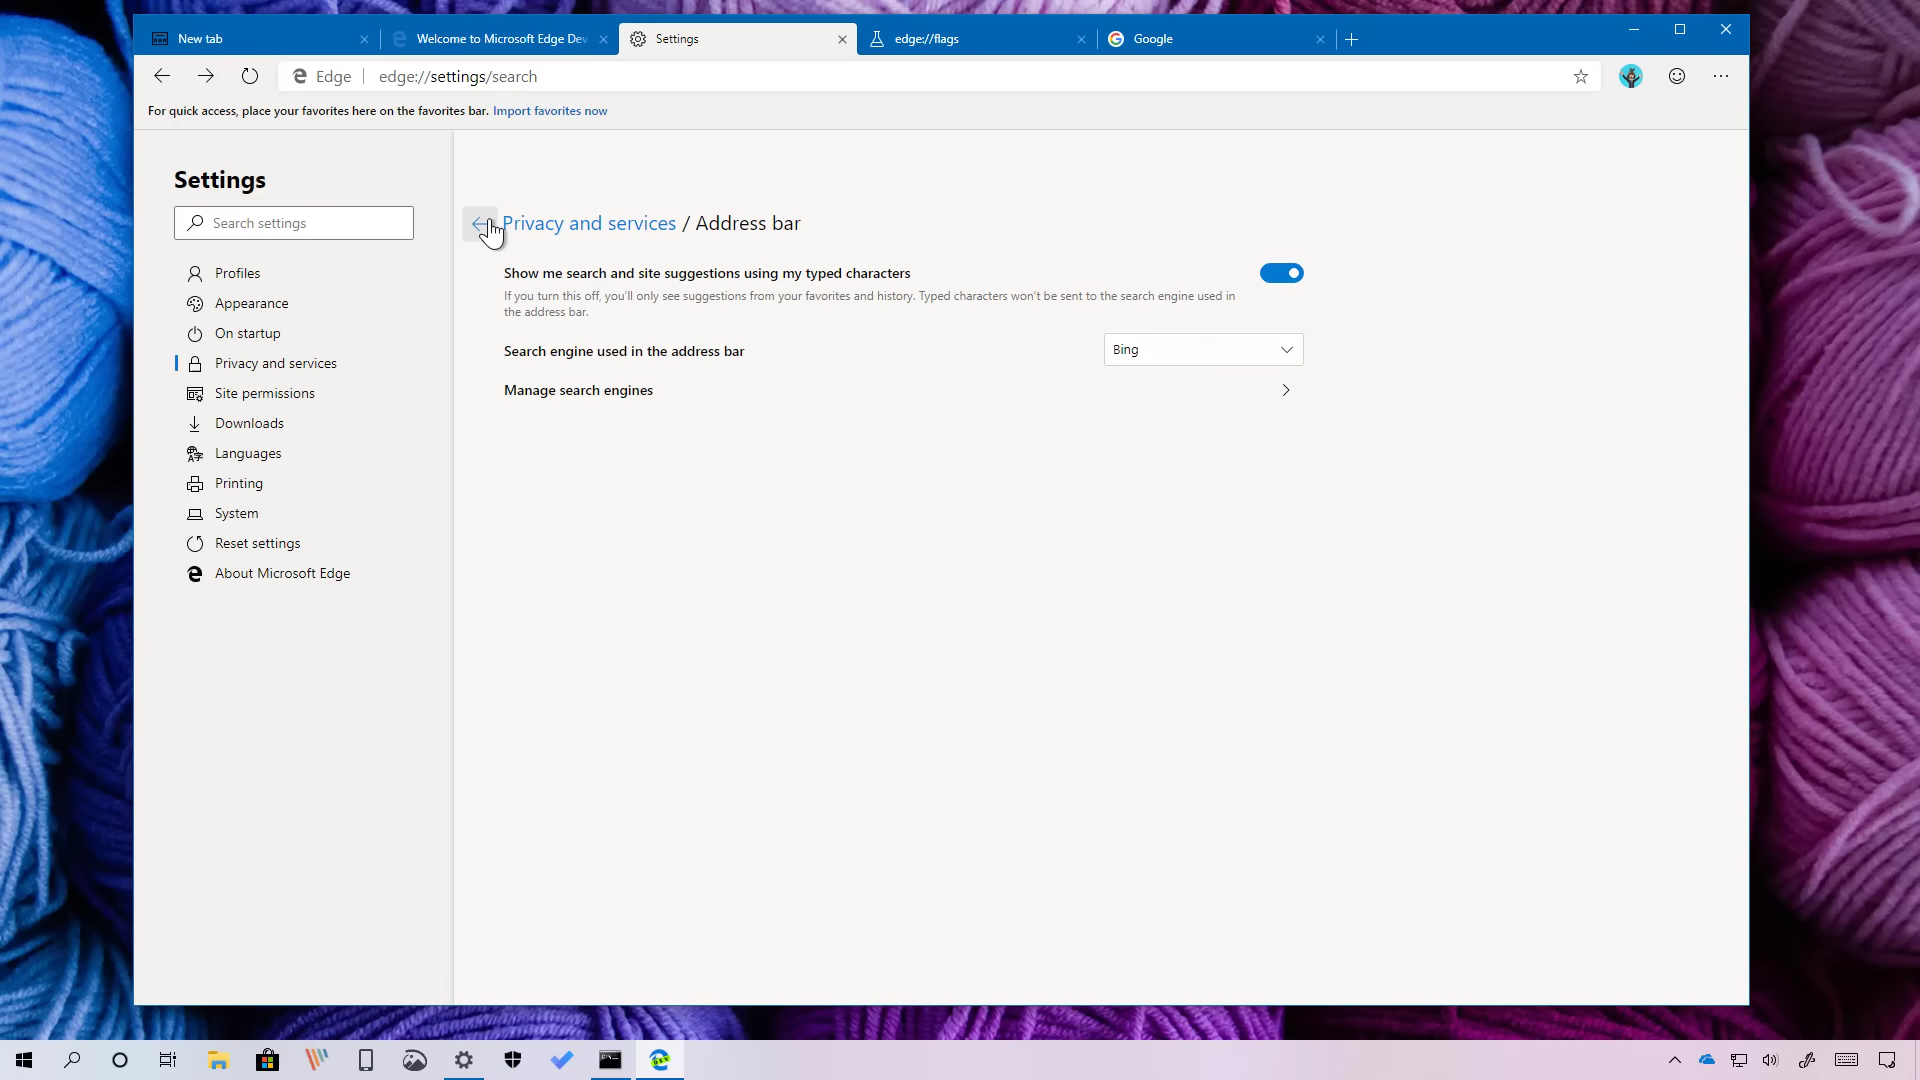 New tab
Welcome to Microsoft Edge Dev
Settings
edge://flags
Google
Edge
edge://settings/search
For quick access, place your favorites here on the favorites bar. Import favorites now
Settings
Search settings
Profiles
Appearance
On startup
Privacy and services
Site permissions
Downloads
Languages
Printing
System
Reset settings
About Microsoft Edge
Privacy and services / Address bar
Show me search and site suggestions using my typed characters
If you turn this off, you'll only see suggestions from your favorites and history. Typed characters won't be sent to the search engine used in
the address bar.
Search engine used in the address bar
Bing
Manage search engines